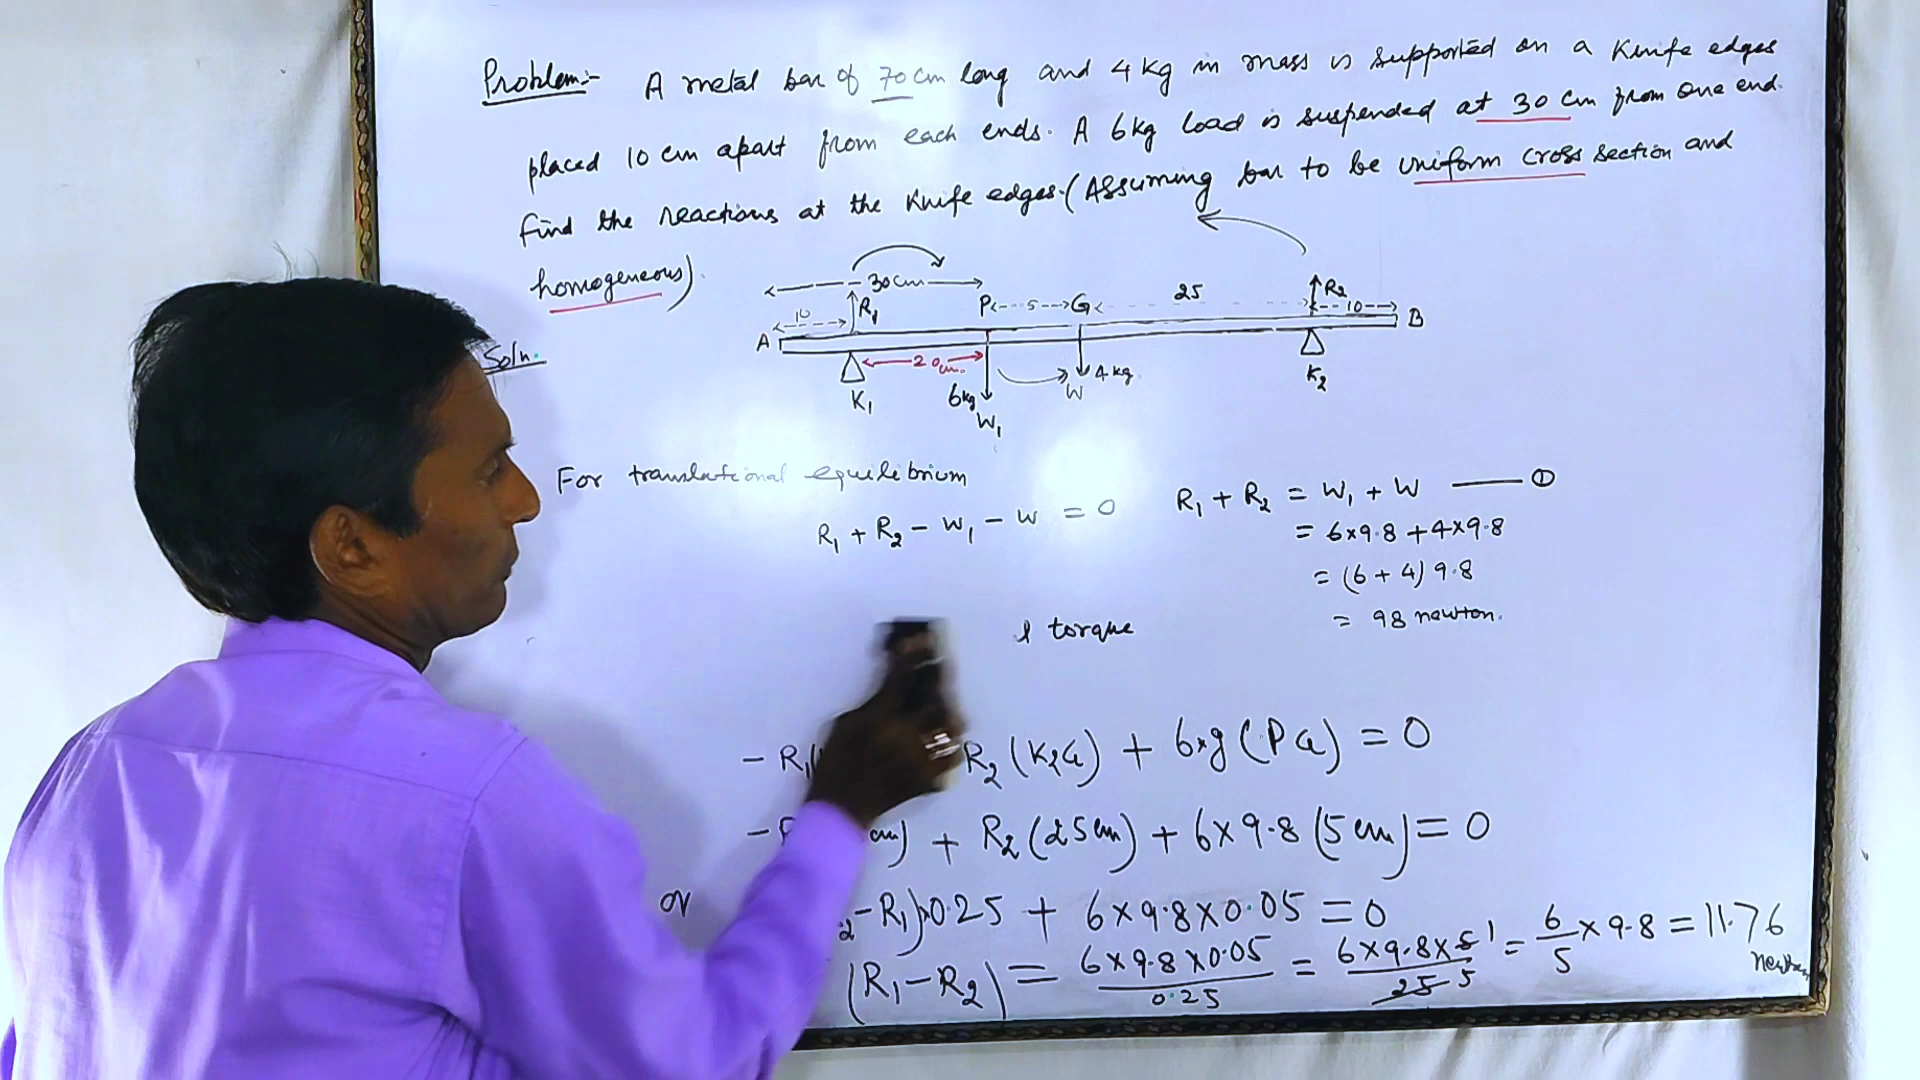 Problem:- A metal bar of 70 cm long and 4 kg in mass is supported on a Knife edges
placed 10 cm apart from each ends. A 6kg load is suspended at 30 cm from one end.
Find the reactions at the Knife edges. (Assuming bar to be uniform cross section and
homogeneous).
Soln.
30 cm
10
R₁
P
5
G
25
R₂
10
A
B
20 cm.
K₁
6kg
W₁
4 kg
W
K₂
For translational equilibrium
R₁ + R₂ - W₁ - W = 0
R₁ + R₂ = W₁ + W —— ①
= 6×9.8 + 4×9.8
= (6 + 4) 9.8
= 98 newton.
torque
- R₁( R₂ (K₂G) + 6×g (PG) = 0
- cm) + R₂ (25 cm) + 6×9.8 (5 cm) = 0
or ₂ - R₁) 0.25 + 6×9.8×0.05 = 0
(R₁ - R₂) = 6×9.8×0.05 / 0.25 = 6×9.8×5 1 / 25 5 = 6/5 × 9.8 = 11.76
newton